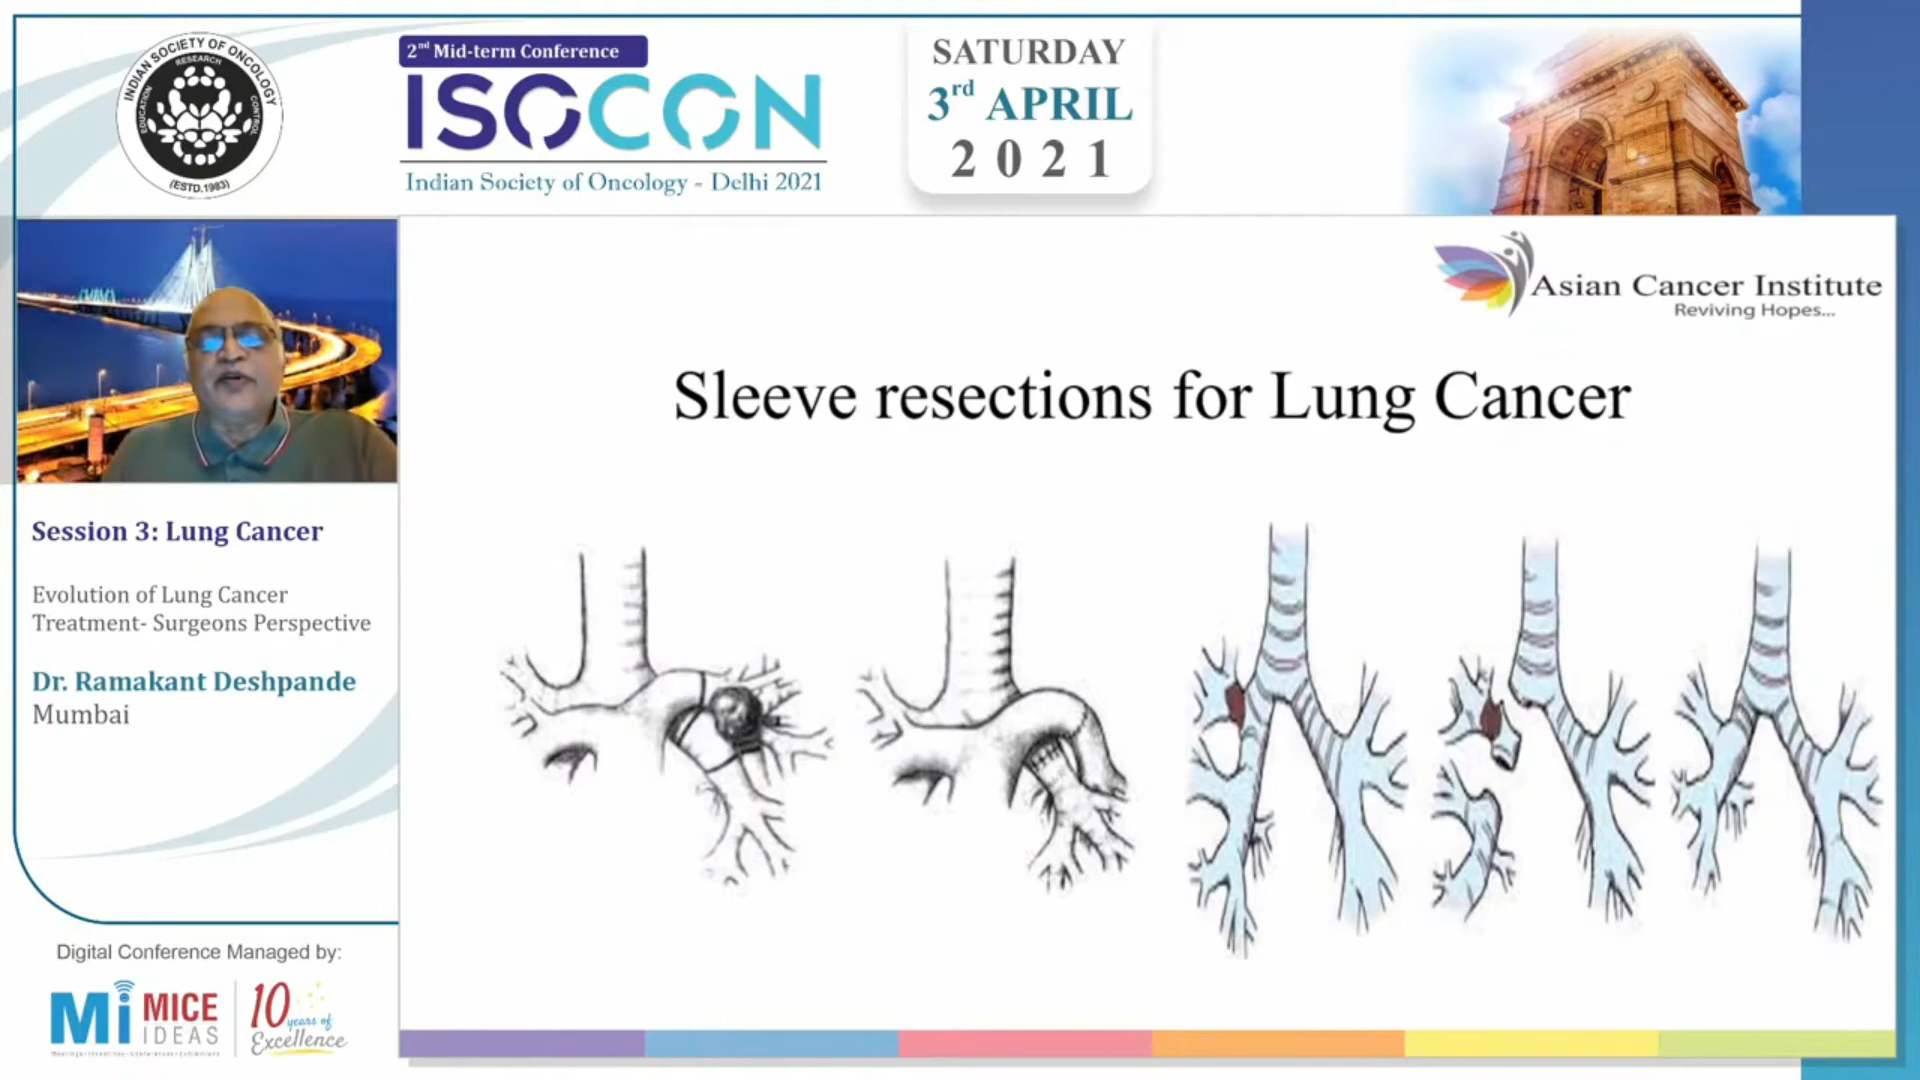 INDIAN SOCIETY OF ONCOLOGY
RESEARCH
EDUCATION
CONTROL
(ESTD.1983)
2nd Mid-term Conference
ISOCON
Indian Society of Oncology - Delhi 2021
SATURDAY
3rd APRIL
2021
Asian Cancer Institute
Reviving Hopes...
Sleeve resections for Lung Cancer
Session 3: Lung Cancer
Evolution of Lung Cancer
Treatment- Surgeons Perspective
Dr. Ramakant Deshpande
Mumbai
Digital Conference Managed by:
Mi MICE
IDEAS
10
years of
Excellence